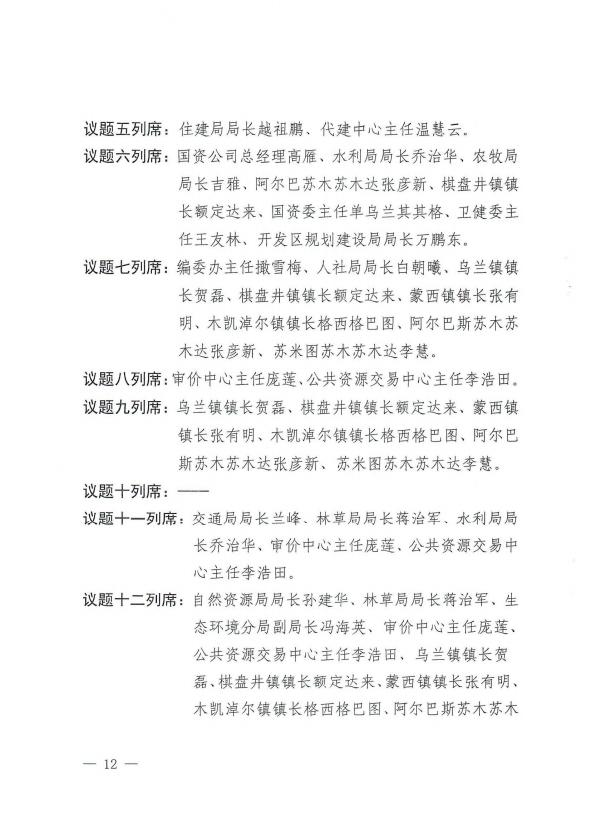 议题五列席：住建局局长越祖鹏、代建中心主任温慧云。
议题六列席：国资公司总经理高雁、水利局局长乔治华、农牧局
局长吉雅、阿尔巴苏木苏木达张彦新、棋盘井镇镇
长额定达来、国资委主任单乌兰其其格、卫健委主
任王友林、开发区规划建设局局长万鹏东。
议题七列席：编委办主任撖雪梅、人社局局长白朝曦、乌兰镇镇
长贺磊、棋盘井镇镇长额定达来、蒙西镇镇长张有
明、木凯淖尔镇镇长格西格巴图、阿尔巴斯苏木苏
木达张彦新、苏米图苏木苏木达李慧。
议题八列席：审价中心主任庞莲、公共资源交易中心主任李浩田。
议题九列席：乌兰镇镇长贺磊、棋盘井镇镇长额定达来、蒙西镇
镇长张有明、木凯淖尔镇镇长格西格巴图、阿尔巴
斯苏木苏木达张彦新、苏米图苏木苏木达李慧。
议题十列席：———
议题十一列席：交通局局长兰峰、林草局局长蒋治军、水利局局
长乔治华、审价中心主任庞莲、公共资源交易中
心主任李浩田。
议题十二列席：自然资源局局长孙建华、林草局局长蒋治军、生
态环境分局副局长冯海英、审价中心主任庞莲、
公共资源交易中心主任李浩田、乌兰镇镇长贺
磊、棋盘井镇镇长额定达来、蒙西镇镇长张有明、
木凯淖尔镇镇长格西格巴图、阿尔巴斯苏木苏木
— 12 —